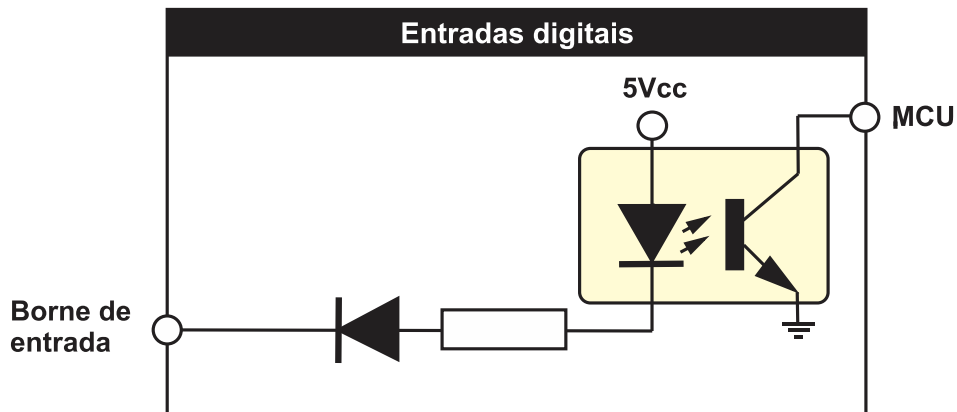 Entradas digitais
5Vcc
MCU
Borne de
entrada